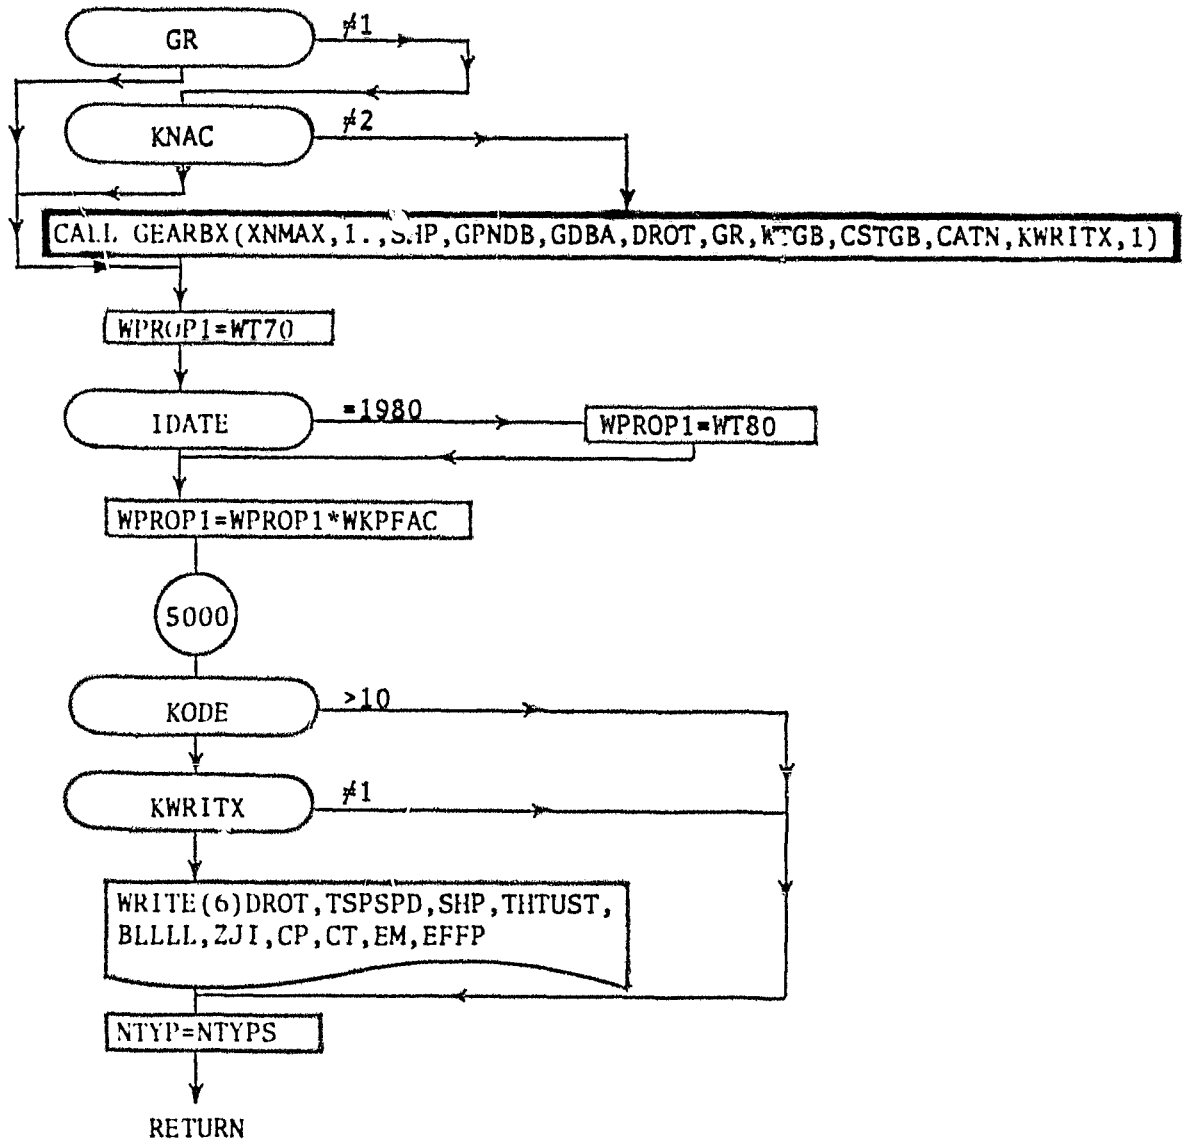 GR
≠1
KNAC
≠2
CALL GEARBX(XNMAX,1.,SHP,GPNDB,GDBA,DROT,GR,WTGB,CSTGB,CATN,KWRITX,1)
WPROP1=WT70
IDATE
=1980
WPROP1=WT80
WPROP1=WPROP1*WKPFAC
5000
KODE
>10
KWRITX
≠1
WRITE(6)DROT,TSPSPD,SHP,THTUST,
BLLLL,ZJI,CP,CT,EM,EFFP
NTYP=NTYPS
RETURN